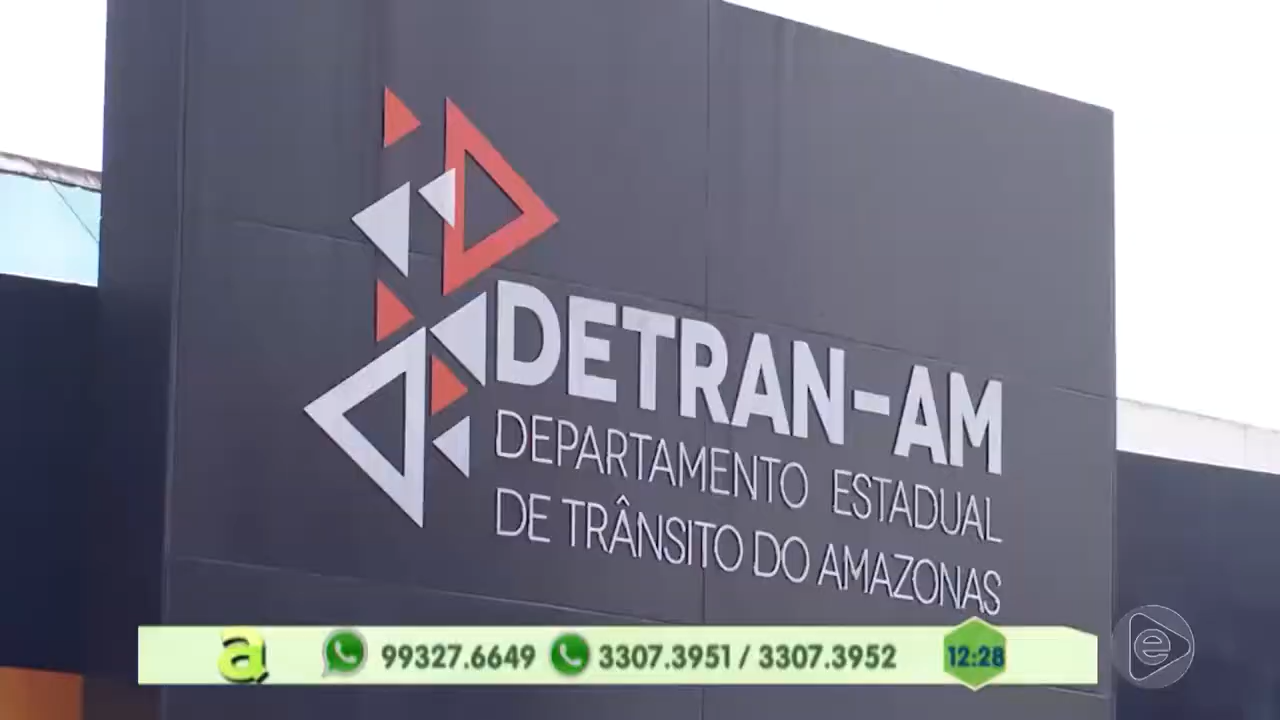 DETRAN-AM
DEPARTAMENTO ESTADUAL
DE TRÂNSITO DO AMAZONAS
a 99327.6649 3307.3951 / 3307.3952 12:28
e